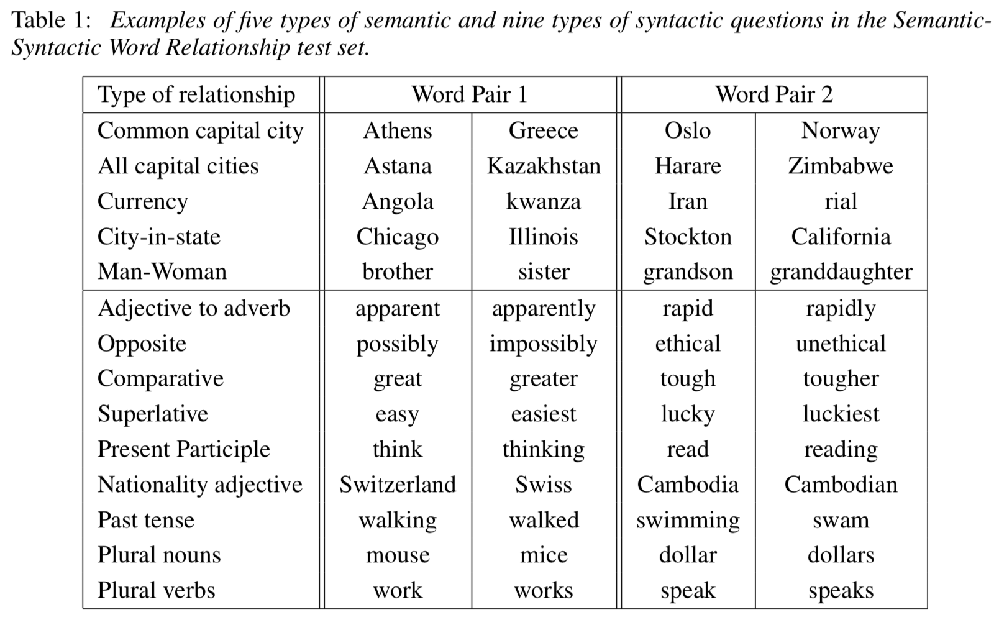 Table 1: Examples of five types of semantic and nine types of syntactic questions in the Semantic-
Syntactic Word Relationship test set.
Type of relationship Word Pair 1 Word Pair 2
Common capital city Athens Greece Oslo Norway
All capital cities Astana Kazakhstan Harare Zimbabwe
Currency Angola kwanza Iran rial
City-in-state Chicago Illinois Stockton California
Man-Woman brother sister grandson granddaughter
Adjective to adverb apparent apparently rapid rapidly
Opposite possibly impossibly ethical unethical
Comparative great greater tough tougher
Superlative easy easiest lucky luckiest
Present Participle think thinking read reading
Nationality adjective Switzerland Swiss Cambodia Cambodian
Past tense walking walked swimming swam
Plural nouns mouse mice dollar dollars
Plural verbs work works speak speaks